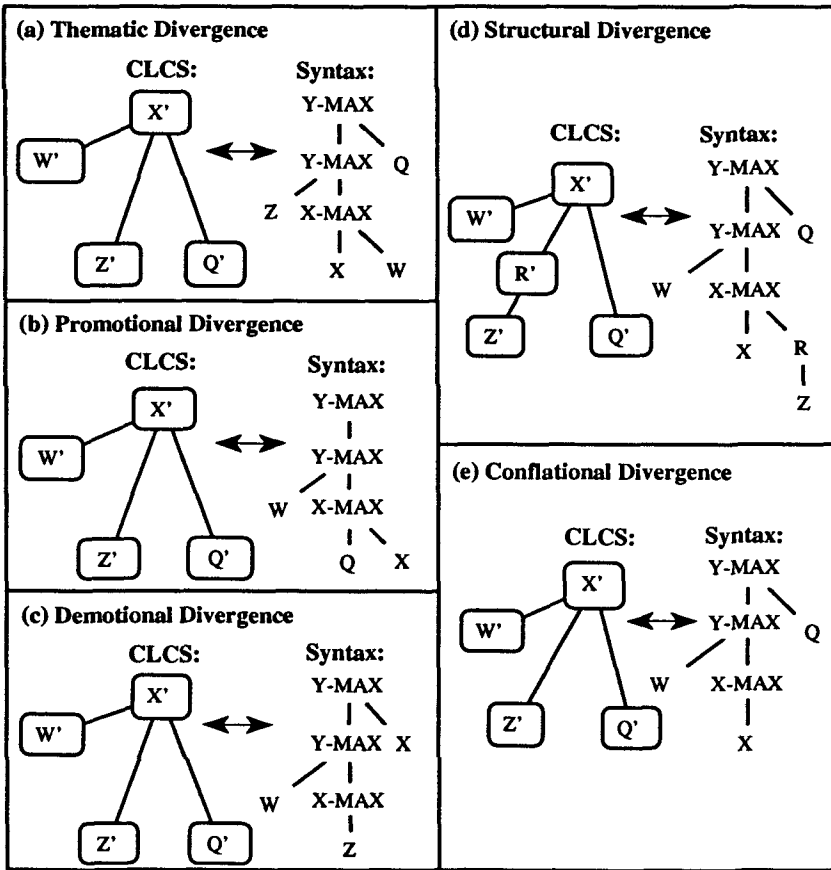 (a) Thematic Divergence
CLCS: Syntax:
X' Y-MAX
W' Y-MAX Q
Z X-MAX
Z' Q' X W
(b) Promotional Divergence
CLCS: Syntax:
X' Y-MAX
W' Y-MAX
W X-MAX
Z' Q' Q X
(c) Demotional Divergence
CLCS: Syntax:
X' Y-MAX
W' Y-MAX X
W X-MAX
Z' Q' Z
(d) Structural Divergence
CLCS: Syntax:
X' Y-MAX
W' Y-MAX Q
R' W X-MAX
Z' Q' X R
Z
(e) Conflational Divergence
CLCS: Syntax:
X' Y-MAX
W' Y-MAX Q
W X-MAX
Z' Q' X